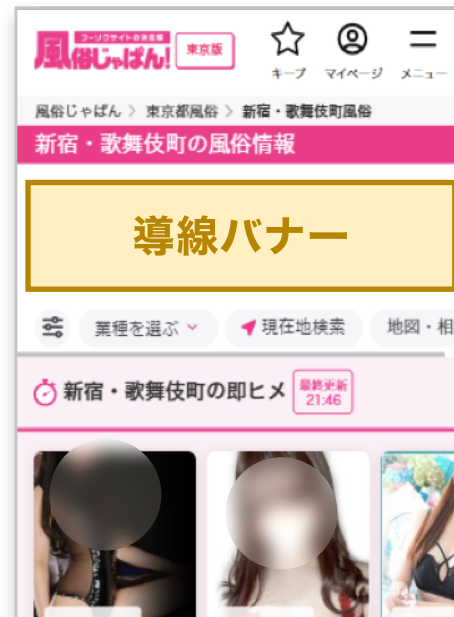 フーゾクサイトの決定版
風俗じゃぱん! 東京版
キープ マイページ メニュー
風俗じゃぱん 〉 東京都風俗 〉 新宿・歌舞伎町風俗
新宿・歌舞伎町の風俗情報
導線バナー
業種を選ぶ 現在地検索 地図・相
新宿・歌舞伎町の即ヒメ 最終更新
21:46